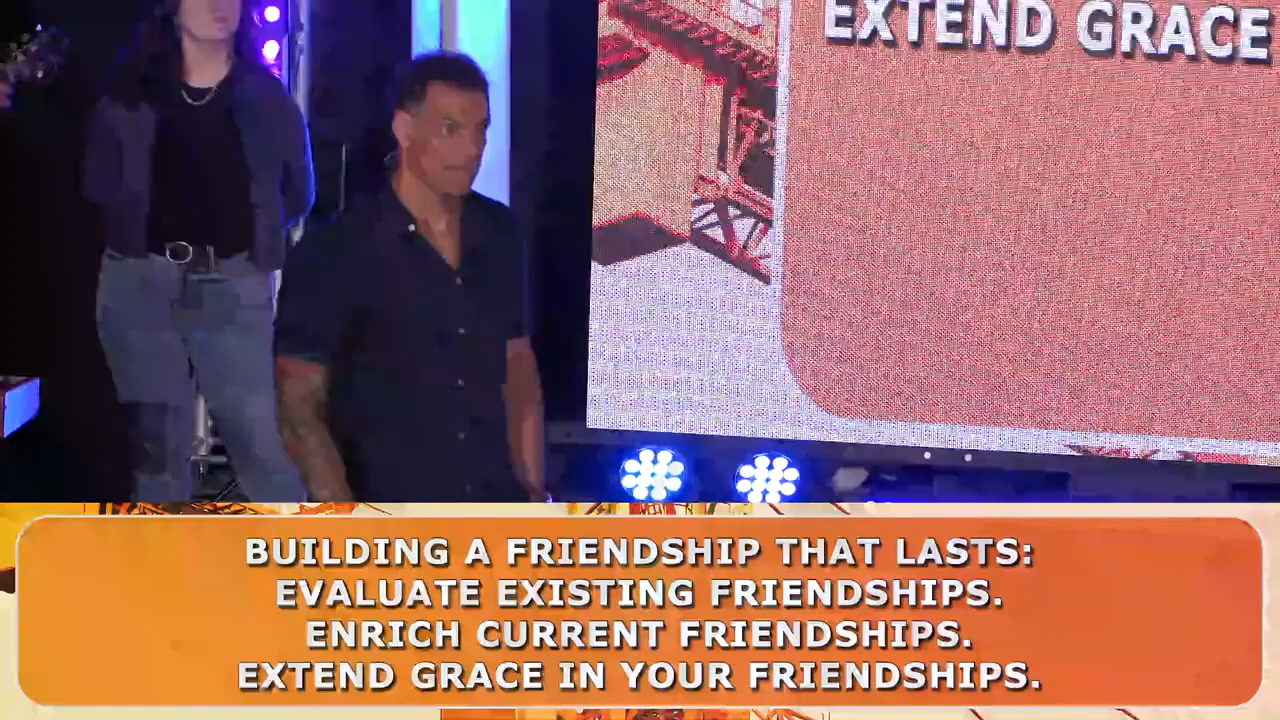 EXTEND GRACE
BUILDING A FRIENDSHIP THAT LASTS:
EVALUATE EXISTING FRIENDSHIPS.
ENRICH CURRENT FRIENDSHIPS.
EXTEND GRACE IN YOUR FRIENDSHIPS.